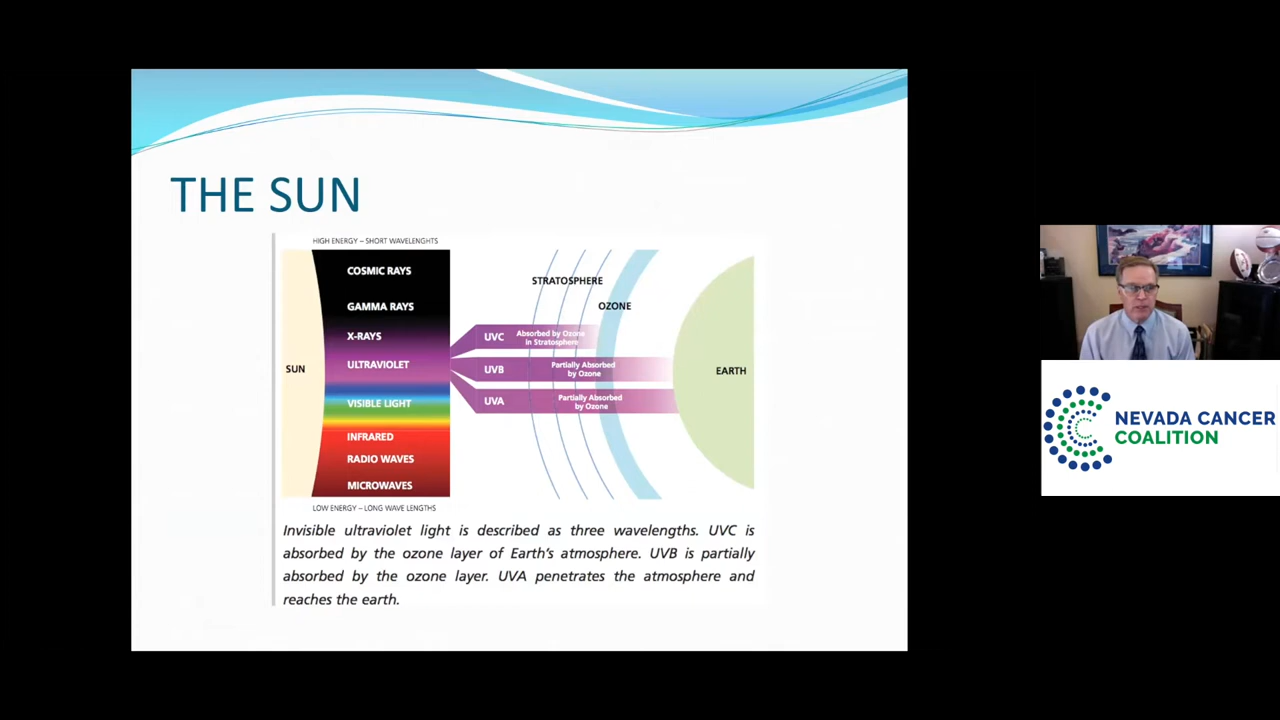 THE SUN
HIGH ENERGY – SHORT WAVELENGHTS
COSMIC RAYS
GAMMA RAYS
X-RAYS
ULTRAVIOLET
VISIBLE LIGHT
INFRARED
RADIO WAVES
MICROWAVES
LOW ENERGY – LONG WAVE LENGTHS
SUN
STRATOSPHERE
OZONE
UVC
Absorbed by Ozone
in Stratosphere
UVB
Partially Absorbed
by Ozone
UVA
Partially Absorbed
by Ozone
EARTH
Invisible ultraviolet light is described as three wavelengths. UVC is
absorbed by the ozone layer of Earth's atmosphere. UVB is partially
absorbed by the ozone layer. UVA penetrates the atmosphere and
reaches the earth.
NEVADA CANCER
COALITION